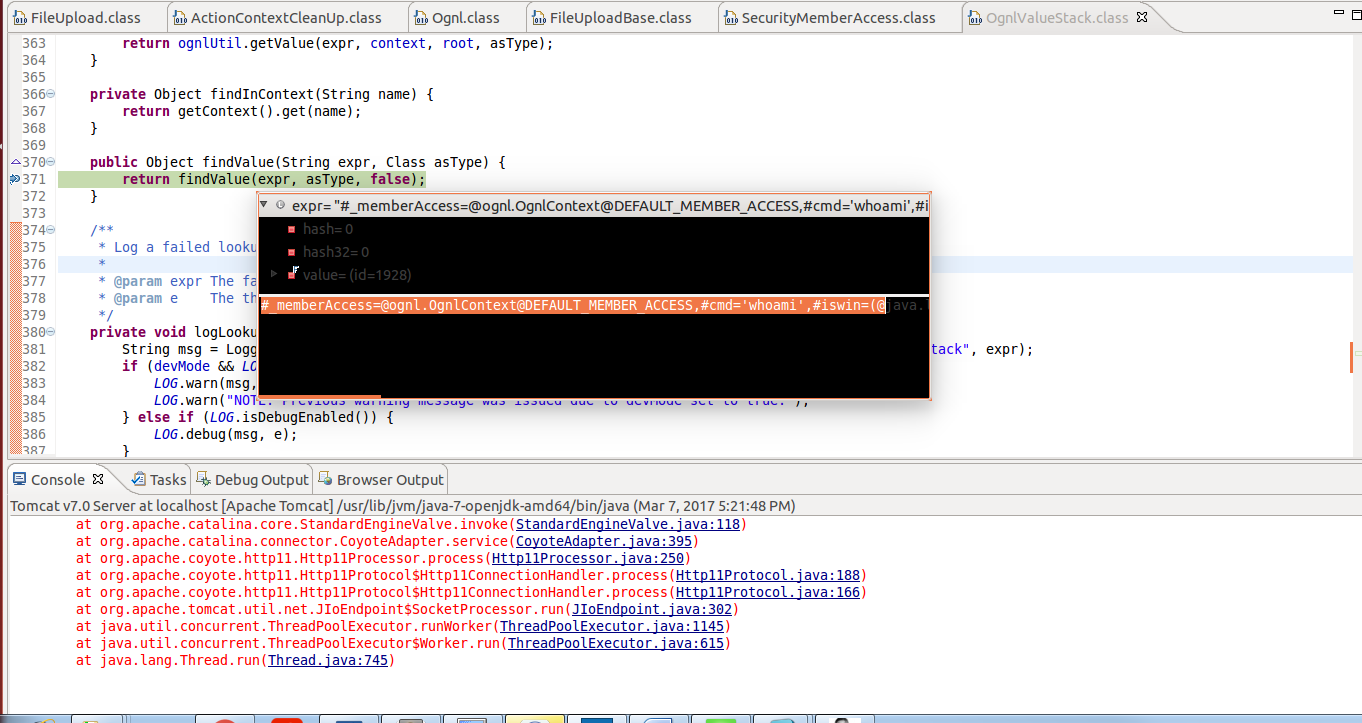 FileUpload.class ActionContextCleanUp.class Ognl.class FileUploadBase.class SecurityMemberAccess.class OgnlValueStack.class
363 return ognlUtil.getValue(expr, context, root, asType);
364 }
365
366 private Object findInContext(String name) {
367 return getContext().get(name);
368 }
369
370 public Object findValue(String expr, Class asType) {
371 return findValue(expr, asType, false);
372 }
373
expr= "#_memberAccess=@ognl.OgnlContext@DEFAULT_MEMBER_ACCESS,#cmd='whoami',#i
hash= 0
hash32= 0
value= (id=1928)
#_memberAccess=@ognl.OgnlContext@DEFAULT_MEMBER_ACCESS,#cmd='whoami',#iswin=(@java.
374 /**
375 * Log a failed looku
376 *
377 * @param expr The fa
378 * @param e The th
379 */
380 private void logLooku
381 String msg = Logg tack", expr);
382 if (devMode && LO
383 LOG.warn(msg,
384 LOG.warn("NOTE: Previous warning message was issued due to devMode set to true.");
385 } else if (LOG.isDebugEnabled()) {
386 LOG.debug(msg, e);
387 }
Console Tasks Debug Output Browser Output
Tomcat v7.0 Server at localhost [Apache Tomcat] /usr/lib/jvm/java-7-openjdk-amd64/bin/java (Mar 7, 2017 5:21:48 PM)
at org.apache.catalina.core.StandardEngineValve.invoke(StandardEngineValve.java:118)
at org.apache.catalina.connector.CoyoteAdapter.service(CoyoteAdapter.java:395)
at org.apache.coyote.http11.Http11Processor.process(Http11Processor.java:250)
at org.apache.coyote.http11.Http11Protocol$Http11ConnectionHandler.process(Http11Protocol.java:188)
at org.apache.coyote.http11.Http11Protocol$Http11ConnectionHandler.process(Http11Protocol.java:166)
at org.apache.tomcat.util.net.JIoEndpoint$SocketProcessor.run(JIoEndpoint.java:302)
at java.util.concurrent.ThreadPoolExecutor.runWorker(ThreadPoolExecutor.java:1145)
at java.util.concurrent.ThreadPoolExecutor$Worker.run(ThreadPoolExecutor.java:615)
at java.lang.Thread.run(Thread.java:745)